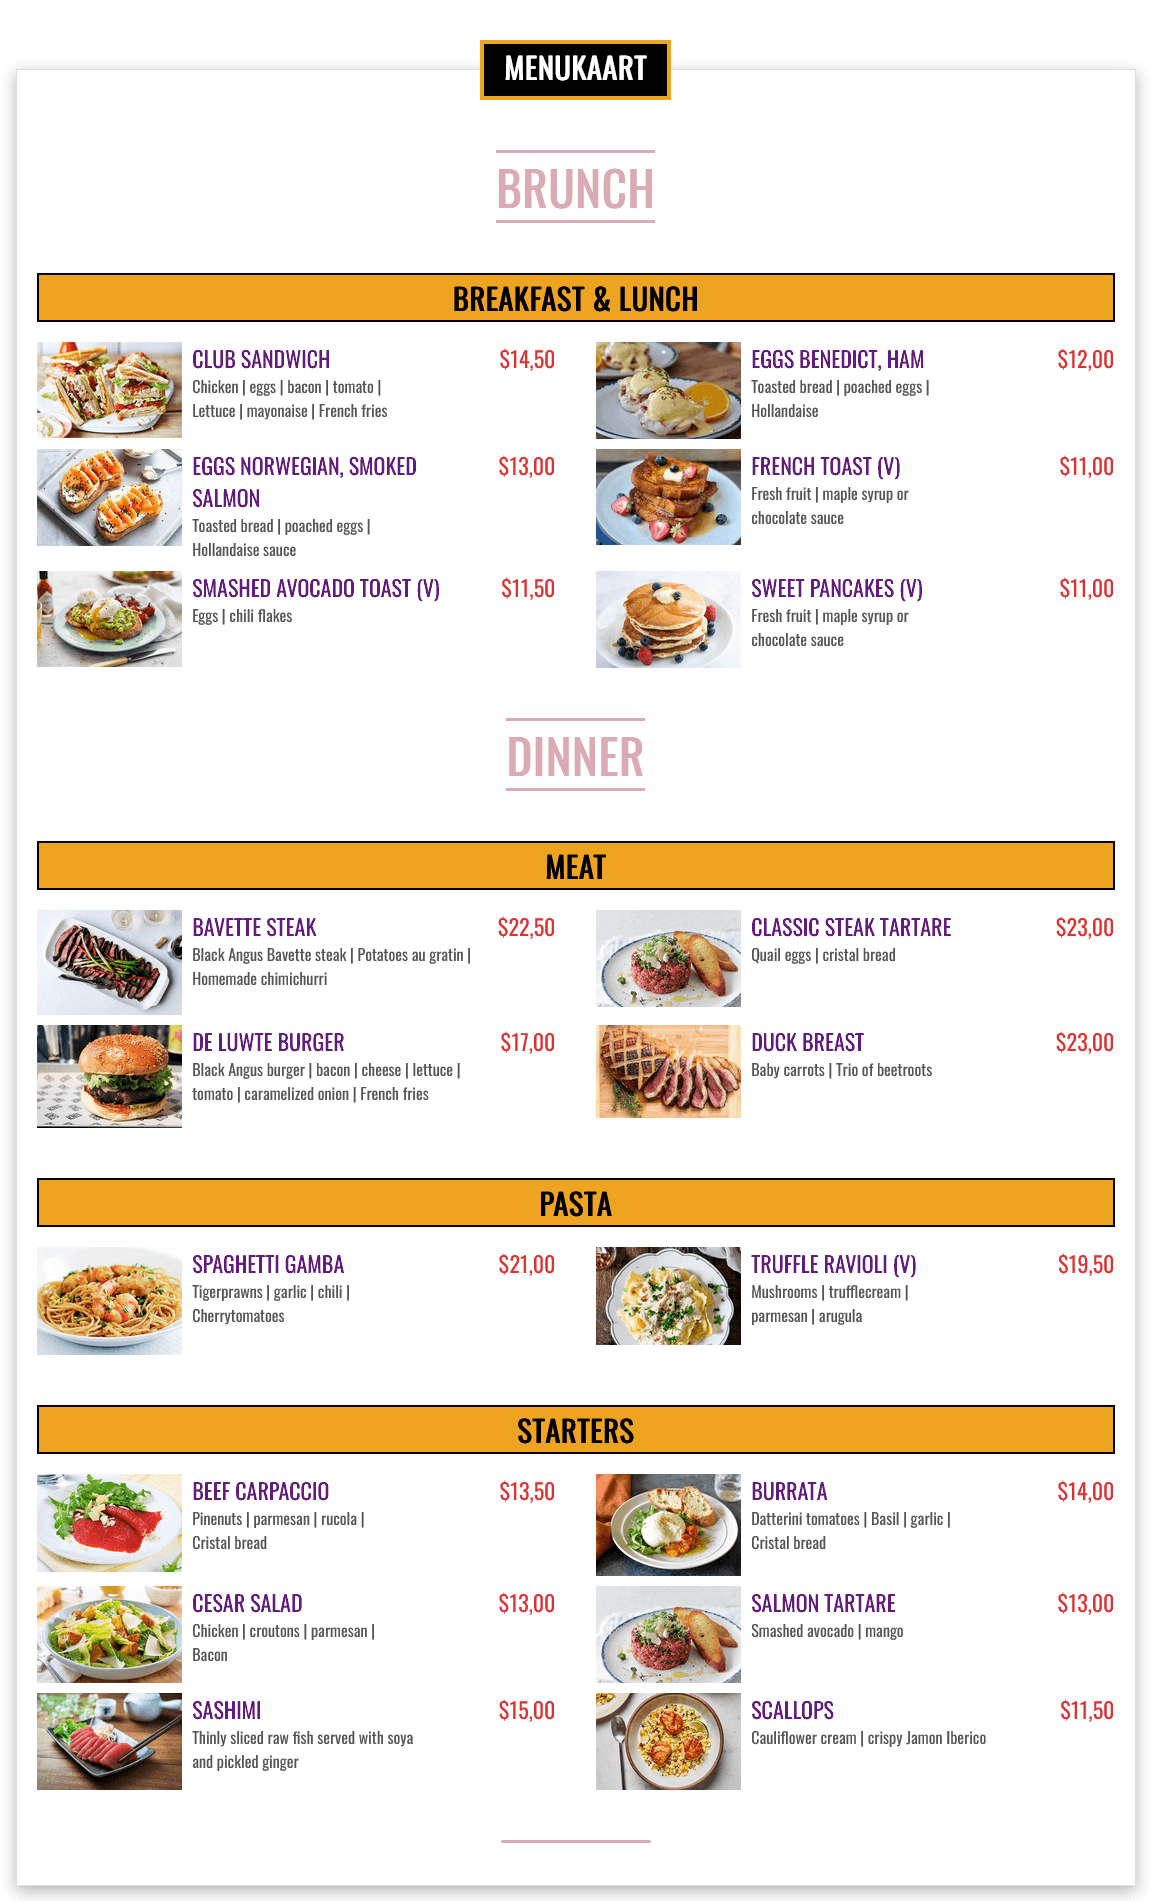 MENUKAART
BRUNCH
BREAKFAST & LUNCH
CLUB SANDWICH $14,50
Chicken | eggs | bacon | tomato |
Lettuce | mayonaise | French fries
EGGS BENEDICT, HAM $12,00
Toasted bread | poached eggs |
Hollandaise
EGGS NORWEGIAN, SMOKED $13,00
SALMON
Toasted bread | poached eggs |
Hollandaise sauce
FRENCH TOAST (V) $11,00
Fresh fruit | maple syrup or
chocolate sauce
SMASHED AVOCADO TOAST (V) $11,50
Eggs | chili flakes
SWEET PANCAKES (V) $11,00
Fresh fruit | maple syrup or
chocolate sauce
DINNER
MEAT
BAVETTE STEAK $22,50
Black Angus Bavette steak | Potatoes au gratin |
Homemade chimichurri
CLASSIC STEAK TARTARE $23,00
Quail eggs | cristal bread
DE LUWTE BURGER $17,00
Black Angus burger | bacon | cheese | lettuce |
tomato | caramelized onion | French fries
DUCK BREAST $23,00
Baby carrots | Trio of beetroots
PASTA
SPAGHETTI GAMBA $21,00
Tigerprawns | garlic | chili |
Cherrytomatoes
TRUFFLE RAVIOLI (V) $19,50
Mushrooms | trufflecream |
parmesan | arugula
STARTERS
BEEF CARPACCIO $13,50
Pinenuts | parmesan | rucola |
Cristal bread
BURRATA $14,00
Datterini tomatoes | Basil | garlic |
Cristal bread
CESAR SALAD $13,00
Chicken | croutons | parmesan |
Bacon
SALMON TARTARE $13,00
Smashed avocado | mango
SASHIMI $15,00
Thinly sliced raw fish served with soya
and pickled ginger
SCALLOPS $11,50
Cauliflower cream | crispy Jamon Iberico